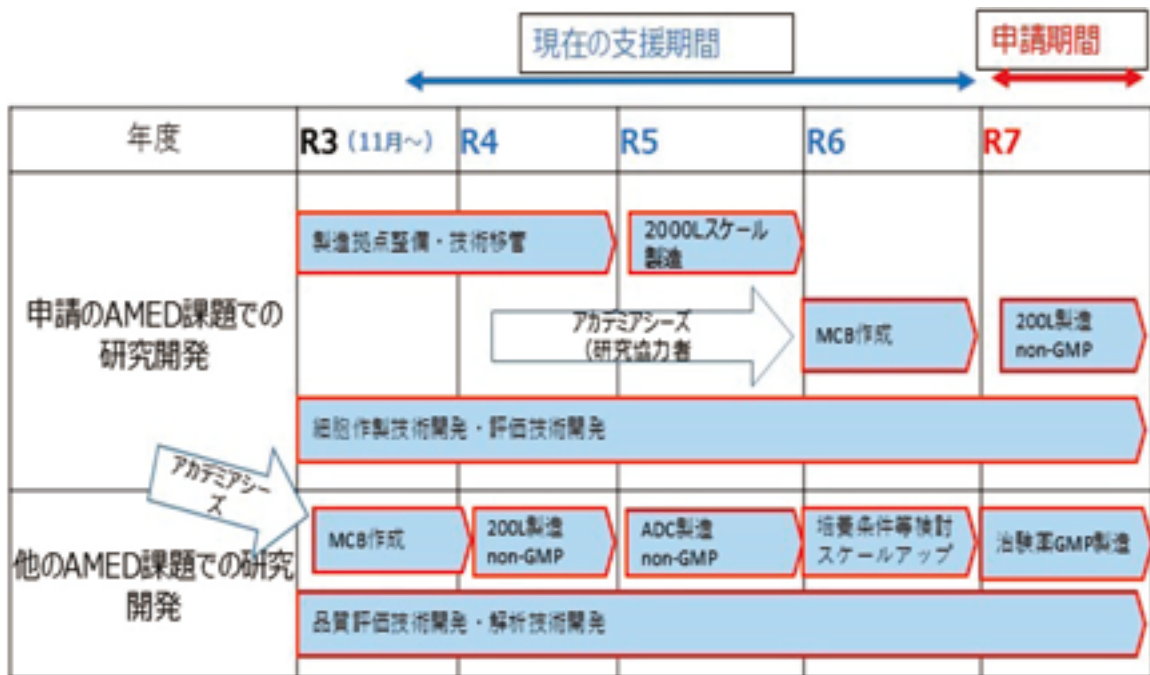 現在の支援期間
申請期間
年度
R3 (11月～)
R4
R5
R6
R7
申請のAMED課題での
研究開発
製造拠点整備・技術移管
2000Lスケール
製造
アカデミアシーズ
(研究協力者
MCB作成
200L製造
non-GMP
細胞作製技術開発・評価技術開発
アカデミアシー
ズ
他のAMED課題での研究
開発
MCB作成
200L製造
non-GMP
ADC製造
non-GMP
培養条件等検討
スケールアップ
治験薬GMP製造
品質評価技術開発・解析技術開発